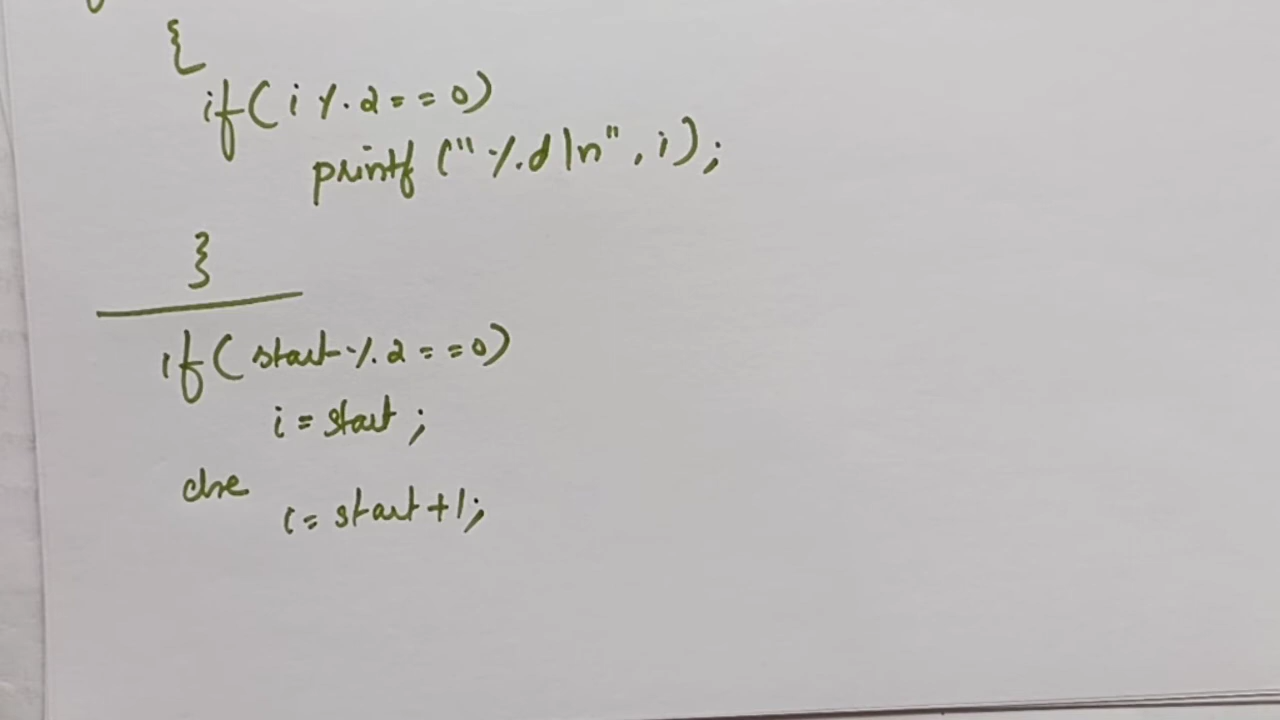 {
if(i%2==0)
printf("%d\n",i);
}
if(start%2==0)
i=start;
else
i=start+1;